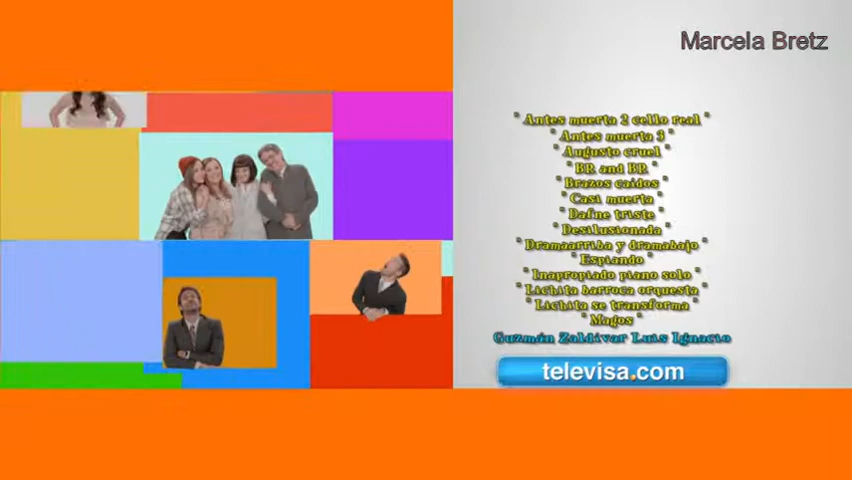 Marcela Bretz
" Antes muerta 2 cello real "
" Antes muerta 3 "
" Augusto cruel "
" BR and BR "
" Brazos caidos "
" Casi muerta "
" Dafne triste "
" Desilusionada "
" Dramaarriba y dramabajo "
" Espiando "
" Inapropiado piano solo "
" Lichita barroca orquesta "
" Lichita se transforma "
" Magos "
Guzmán Zaldívar Luis Ignacio
televisa.com